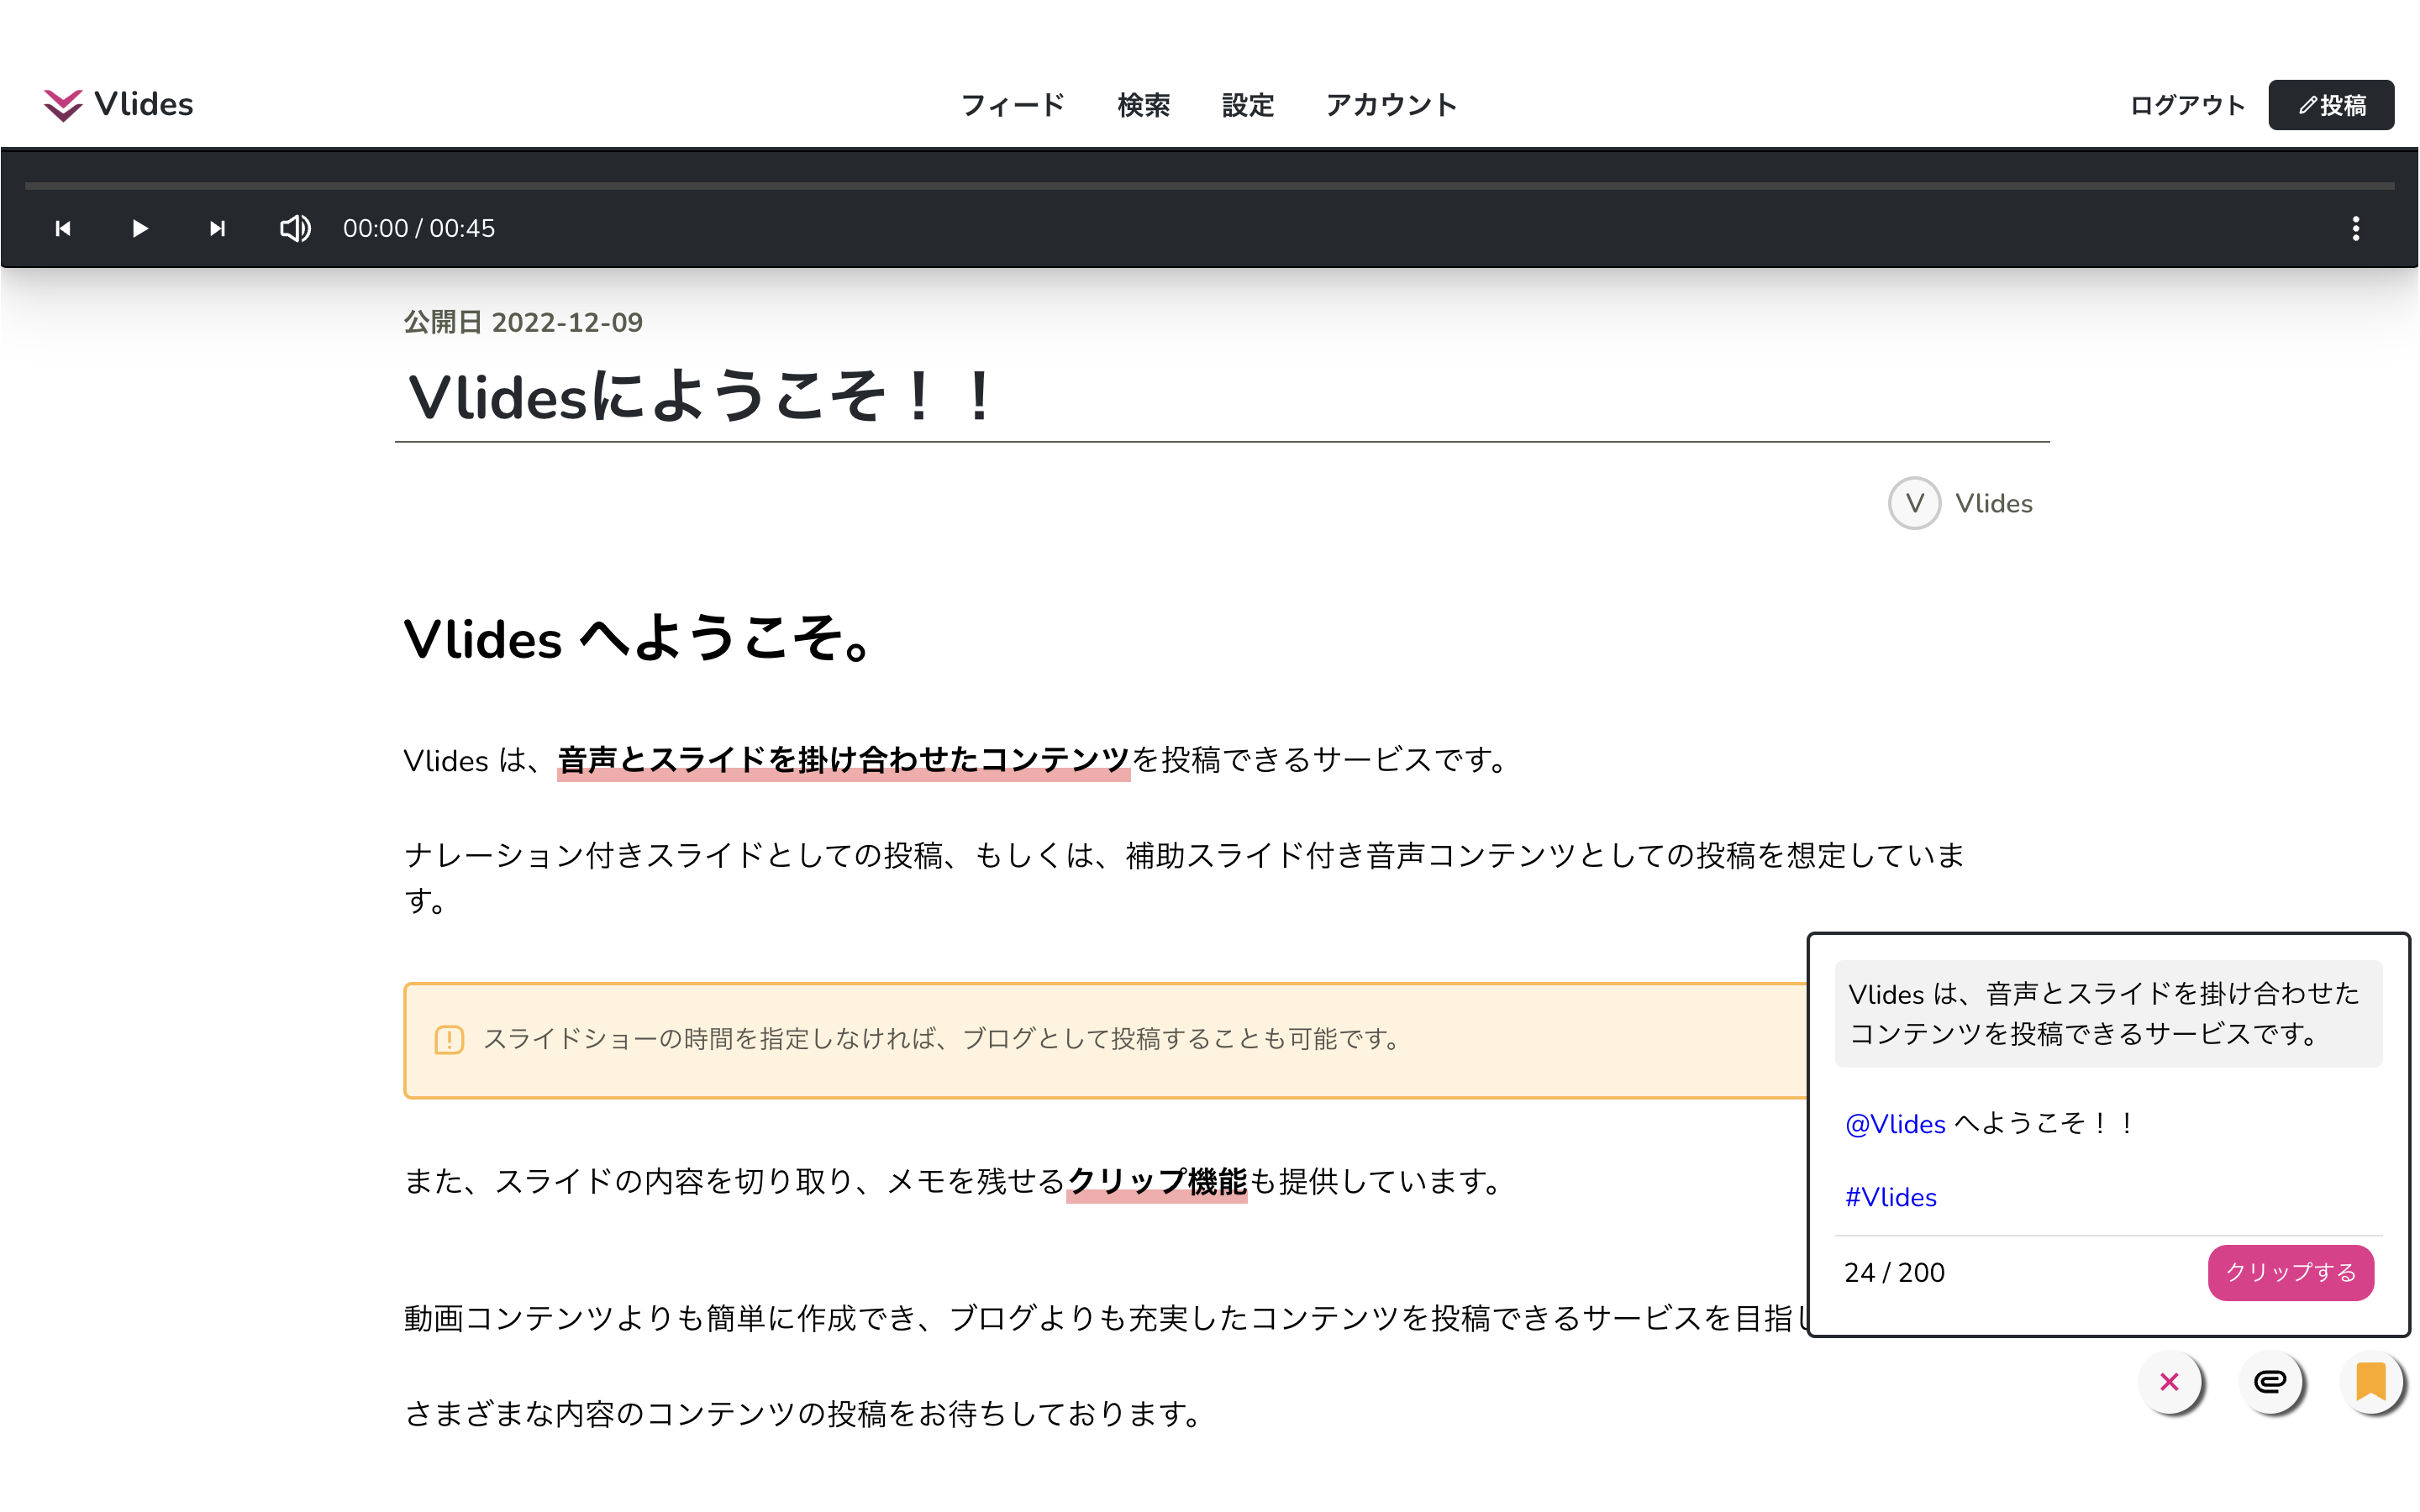 Vlides
フィード 検索 設定 アカウント
ログアウト 投稿
00:00 / 00:45
公開日 2022-12-09
Vlidesにようこそ！！
V Vlides
Vlides へようこそ。
Vlides は、音声とスライドを掛け合わせたコンテンツを投稿できるサービスです。
ナレーション付きスライドとしての投稿、もしくは、補助スライド付き音声コンテンツとしての投稿を想定していま
す。
スライドショーの時間を指定しなければ、ブログとして投稿することも可能です。
また、スライドの内容を切り取り、メモを残せるクリップ機能も提供しています。
動画コンテンツよりも簡単に作成でき、ブログよりも充実したコンテンツを投稿できるサービスを目指し
さまざまな内容のコンテンツの投稿をお待ちしております。
Vlides は、音声とスライドを掛け合わせた
コンテンツを投稿できるサービスです。
@Vlides へようこそ！！
#Vlides
24 / 200
クリップする